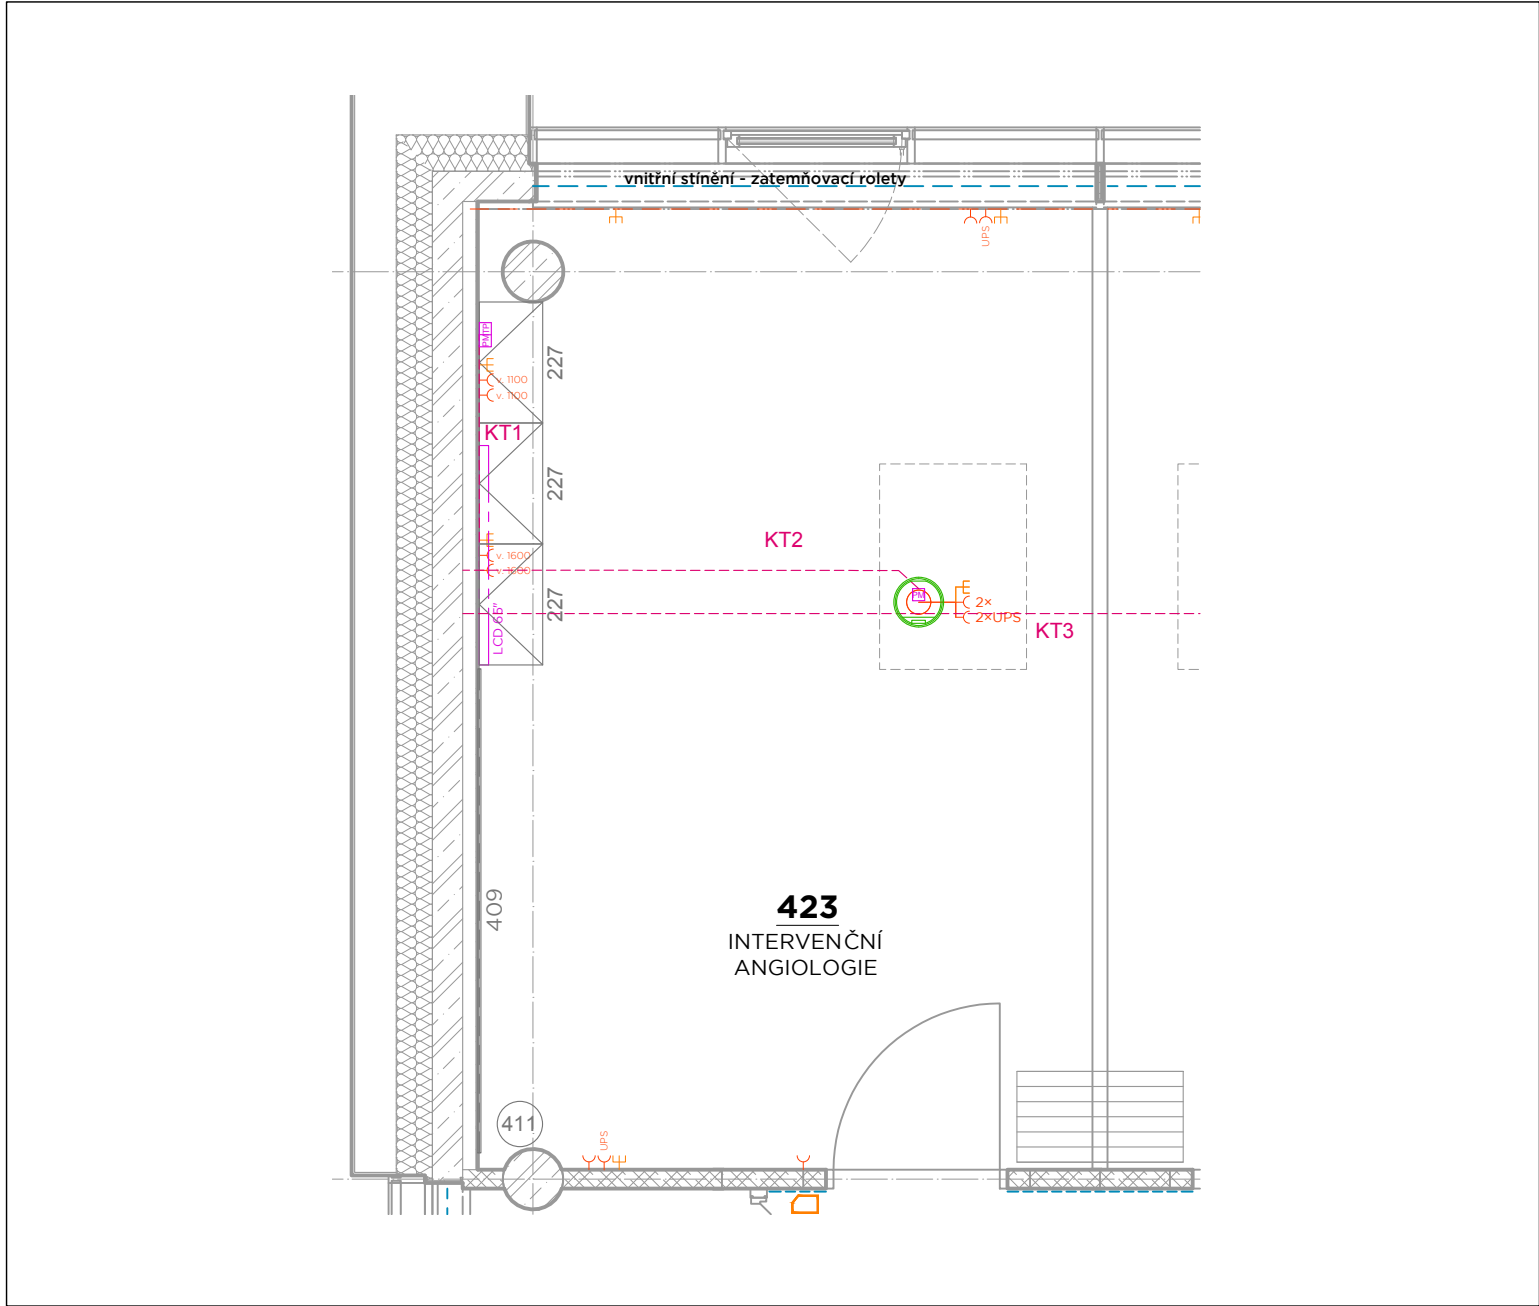 vnitřní stínění - zatemňovací rolety
UPS
PMTP
227
v. 1100
v. 1100
KT1
227
KT2
v. 1600
v. 1600
227
LCD 65"
PM
2×
2×UPS
KT3
409
423
INTERVENČNÍ
ANGIOLOGIE
411
UPS